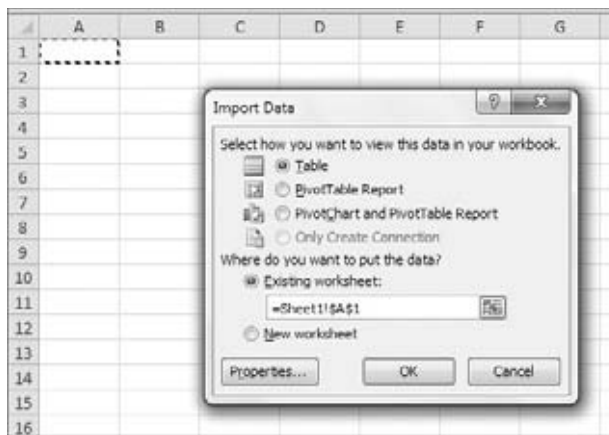 A B C D E F G
1
2
3
Import Data
4
Select how you want to view this data in your workbook.
5
Table
6
PivotTable Report
7
PivotChart and PivotTable Report
8
Only Create Connection
9
Where do you want to put the data?
10
Existing worksheet:
11
=Sheet1!$A$1
12
New worksheet
13
Properties... OK Cancel
14
15
16